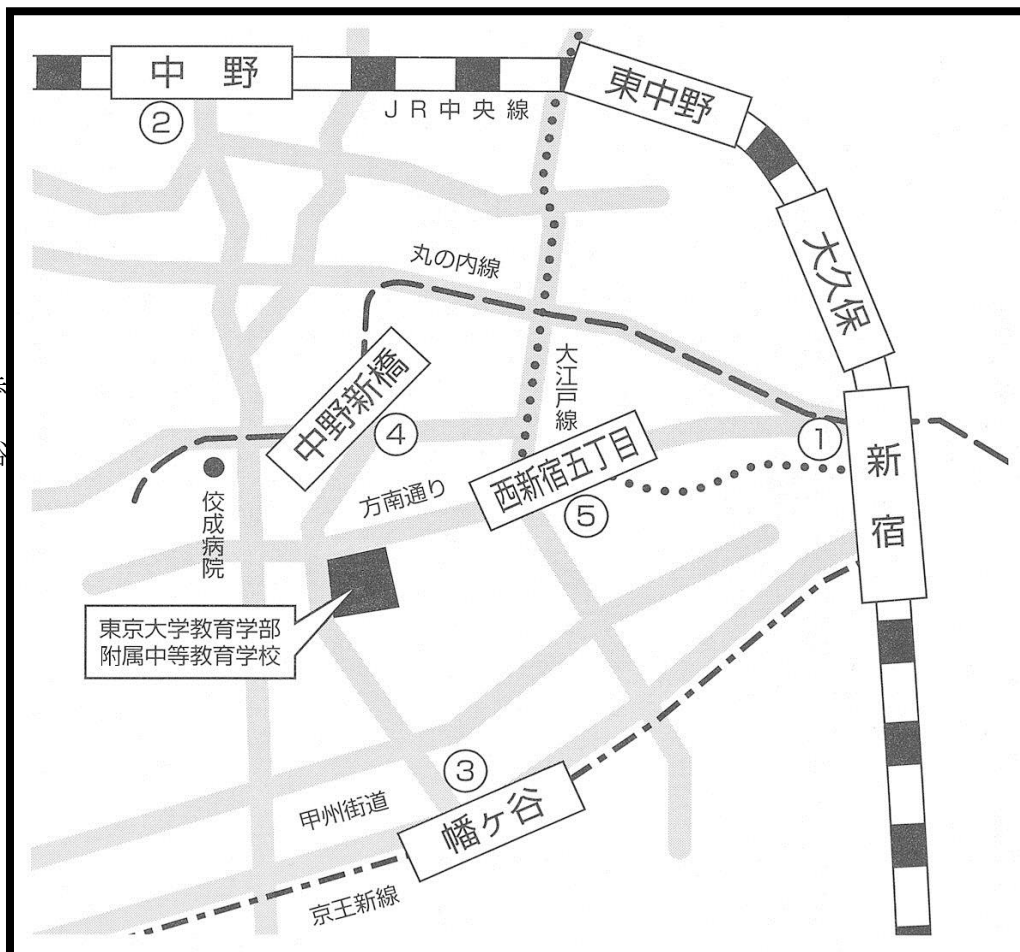 中野
②
JR中央線
東中野
大久保
丸の内線
大江戸線
中野新橋
④
①
新宿
西新宿五丁目
⑤
方南通り
佼成病院
東京大学教育学部
附属中等教育学校
③
甲州街道
幡ヶ谷
京王新線